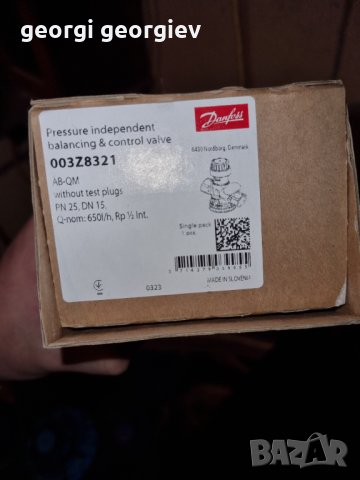 georgi georgiev
Pressure independent
balancing & control valve
003Z8321
AB-QM
without test plugs
PN 25, DN 15.
Q-nom: 650l/h, Rp ½ Int.
Danfoss
6430 Nordborg, Denmark
Single pack
1 pcs.
0323
MADE IN SLOVENIA
BAZAR